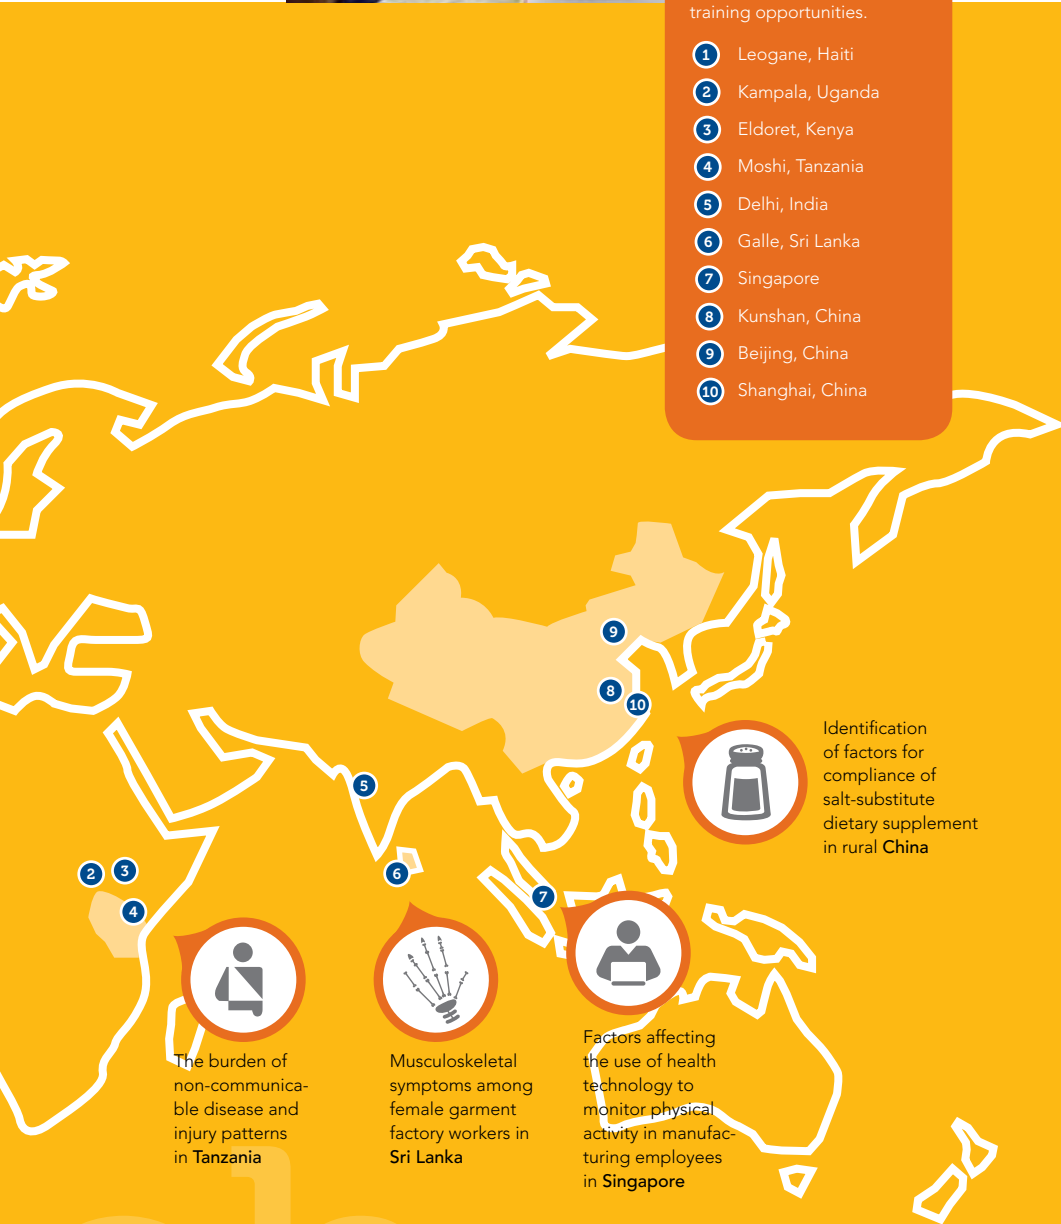 training opportunities.
1 Leogane, Haiti
2 Kampala, Uganda
3 Eldoret, Kenya
4 Moshi, Tanzania
5 Delhi, India
6 Galle, Sri Lanka
7 Singapore
8 Kunshan, China
9 Beijing, China
10 Shanghai, China
9
8
10
5
2
3
6
4
7
Identification
of factors for
compliance of
salt-substitute
dietary supplement
in rural China
The burden of
non-communica-
ble disease and
injury patterns
in Tanzania
Musculoskeletal
symptoms among
female garment
factory workers in
Sri Lanka
Factors affecting
the use of health
technology to
monitor physical
activity in manufac-
turing employees
in Singapore